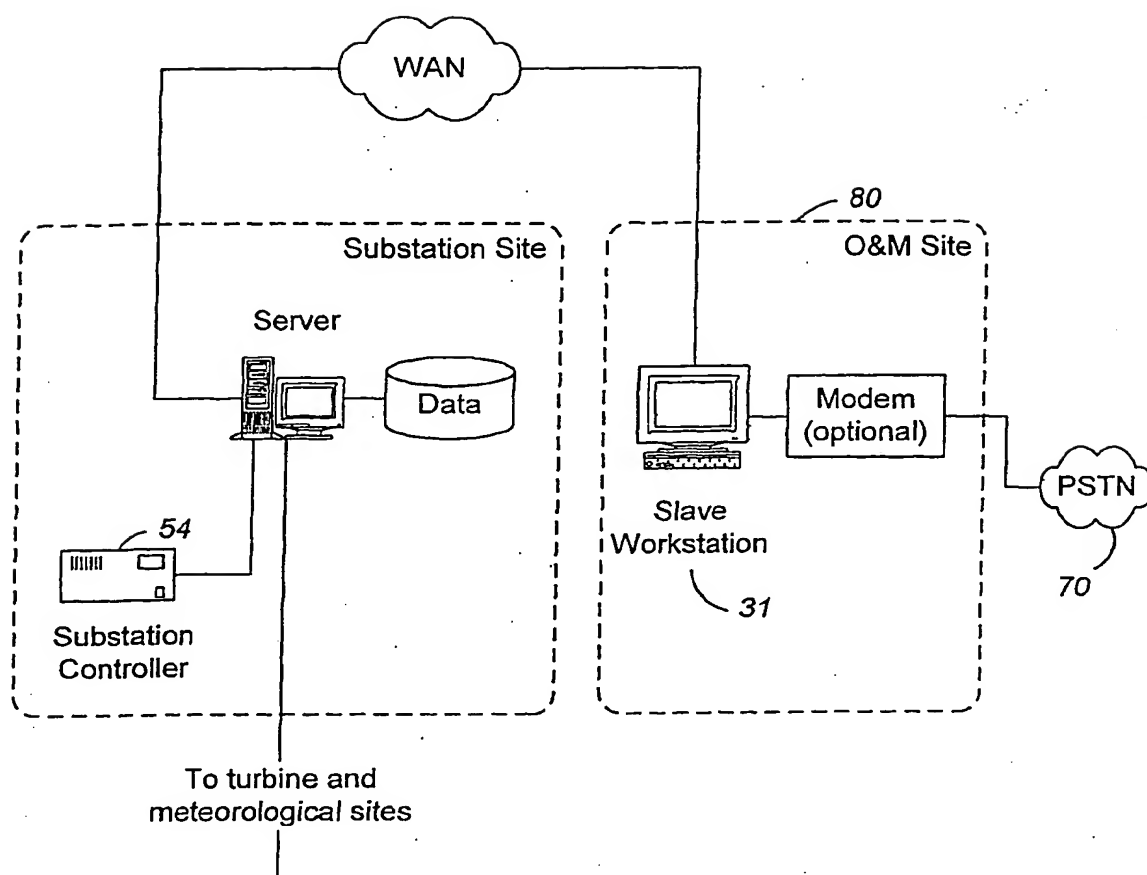 WAN
80
Substation Site
O&M Site
Server
Data
Modem
(optional)
PSTN
70
Slave
Workstation
31
54
Substation
Controller
To turbine and
meteorological sites